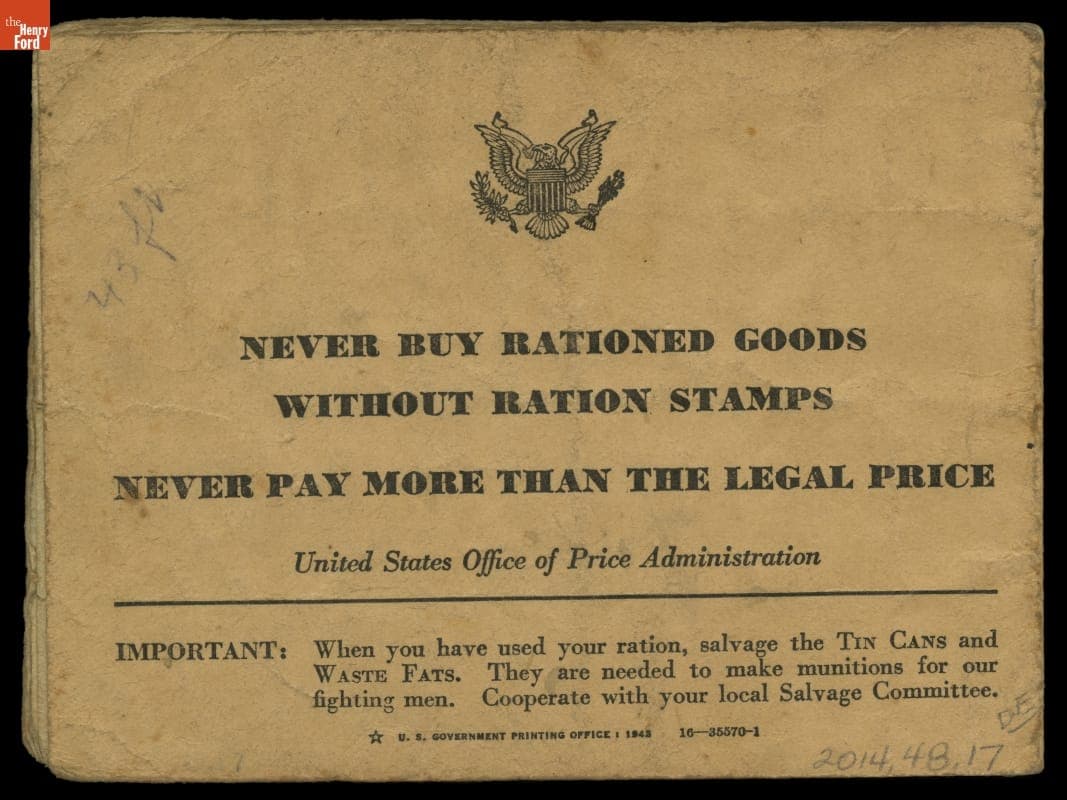 the
Henry
Ford
NEVER BUY RATIONED GOODS
WITHOUT RATION STAMPS
NEVER PAY MORE THAN THE LEGAL PRICE
United States Office of Price Administration
IMPORTANT: When you have used your ration, salvage the TIN CANS and
WASTE FATS. They are needed to make munitions for our
fighting men. Cooperate with your local Salvage Committee.
☆ U. S. GOVERNMENT PRINTING OFFICE : 1943 16—35570-1
2014.48.17